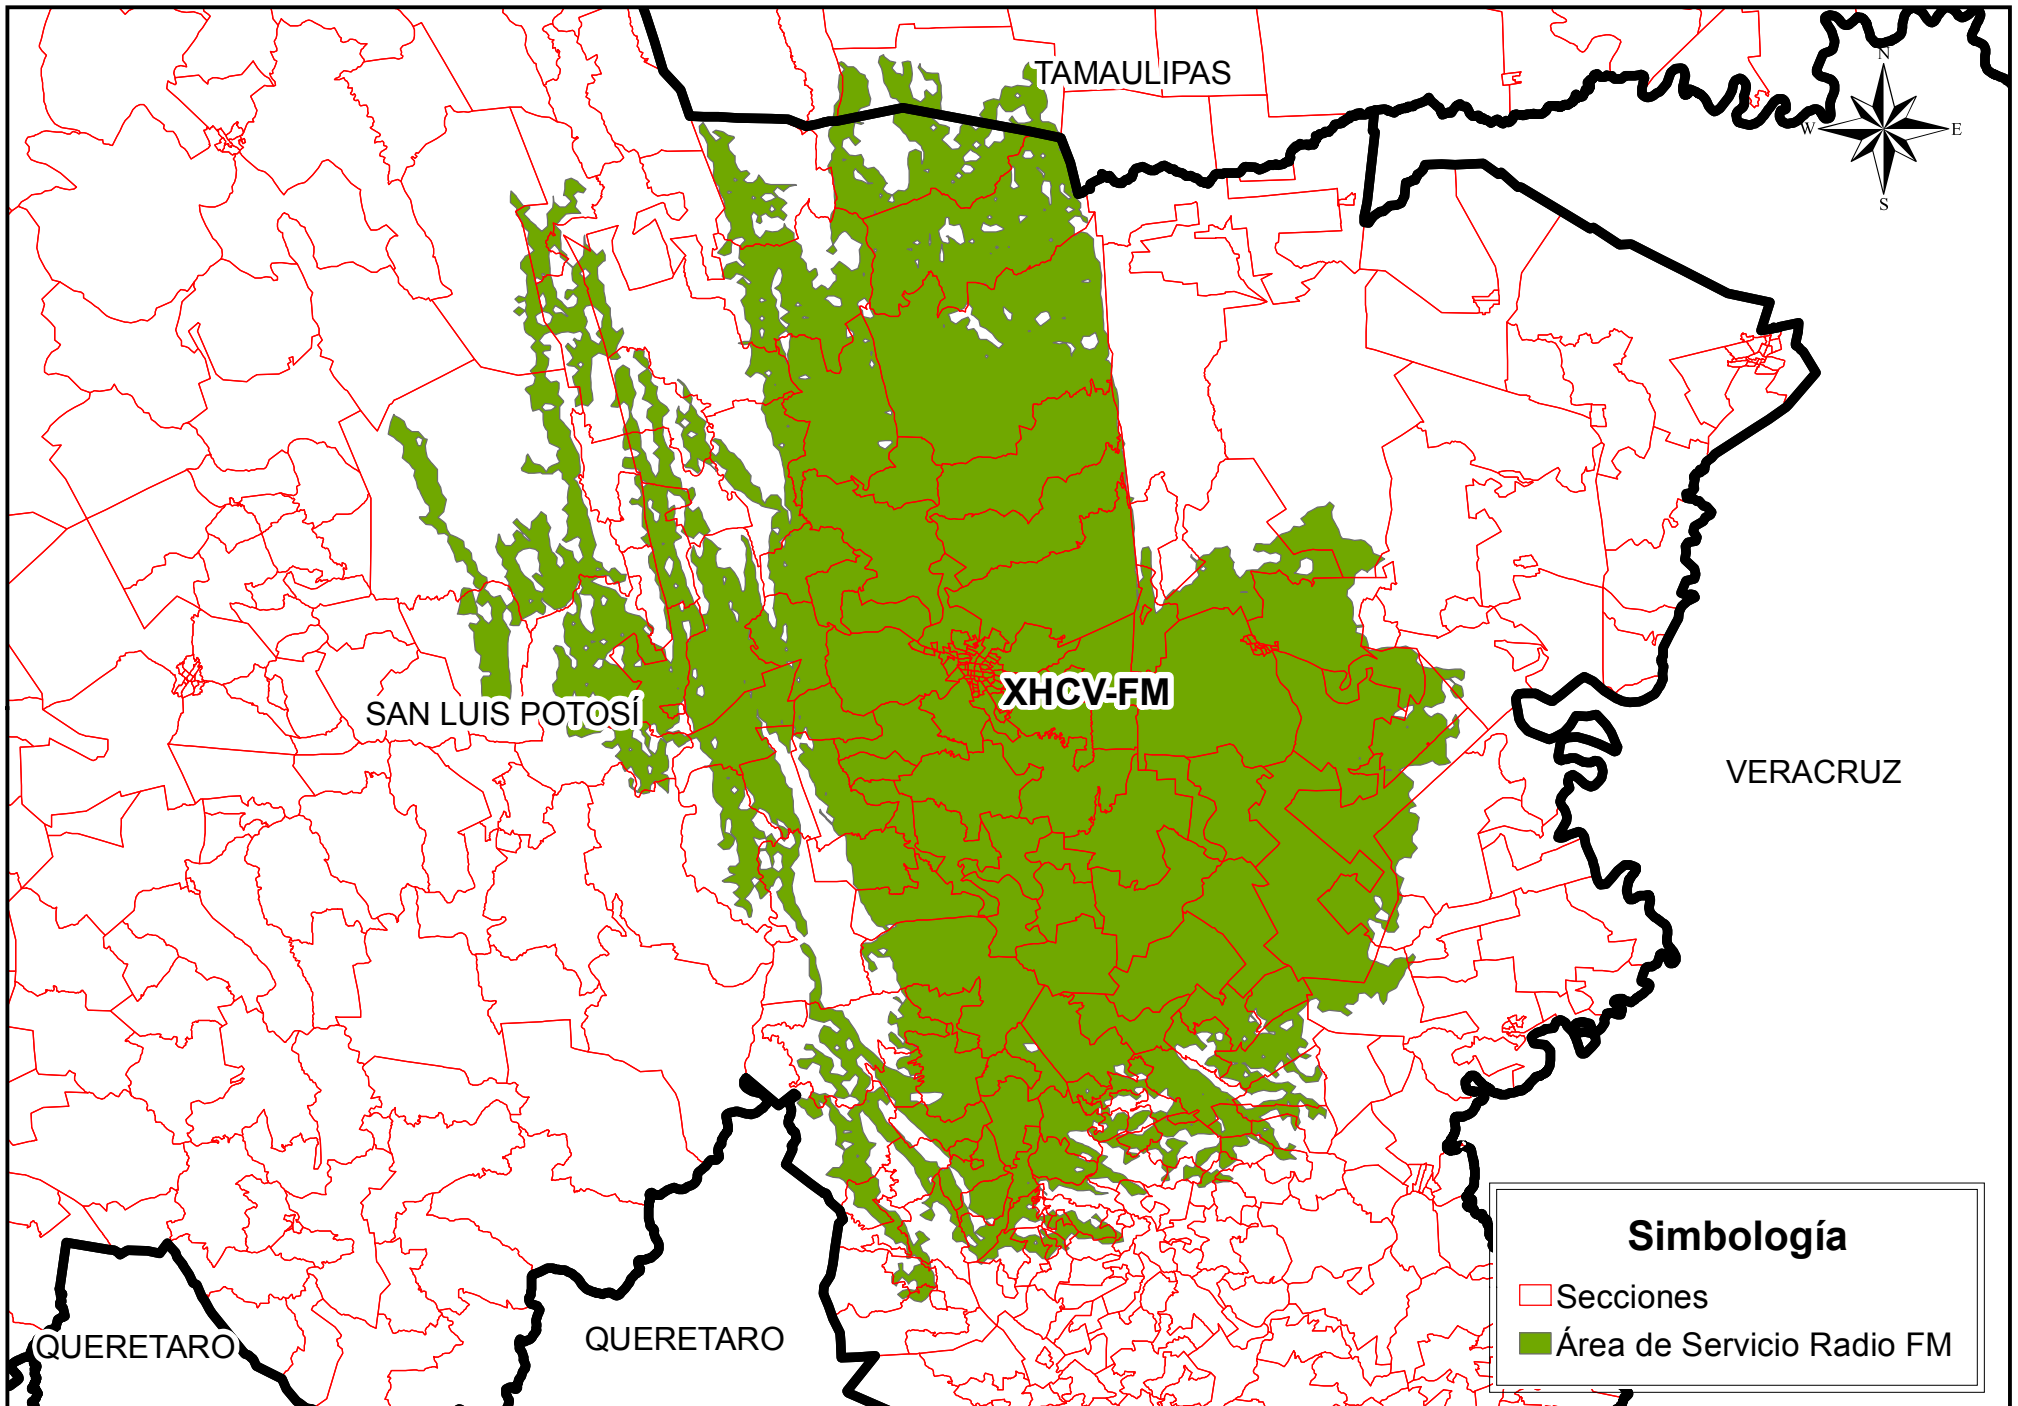 TAMAULIPAS
N
W
E
S
XHCV-FM
SAN LUIS POTOSÍ
VERACRUZ
Simbología
Secciones
Área de Servicio Radio FM
QUERETARO
QUERETARO